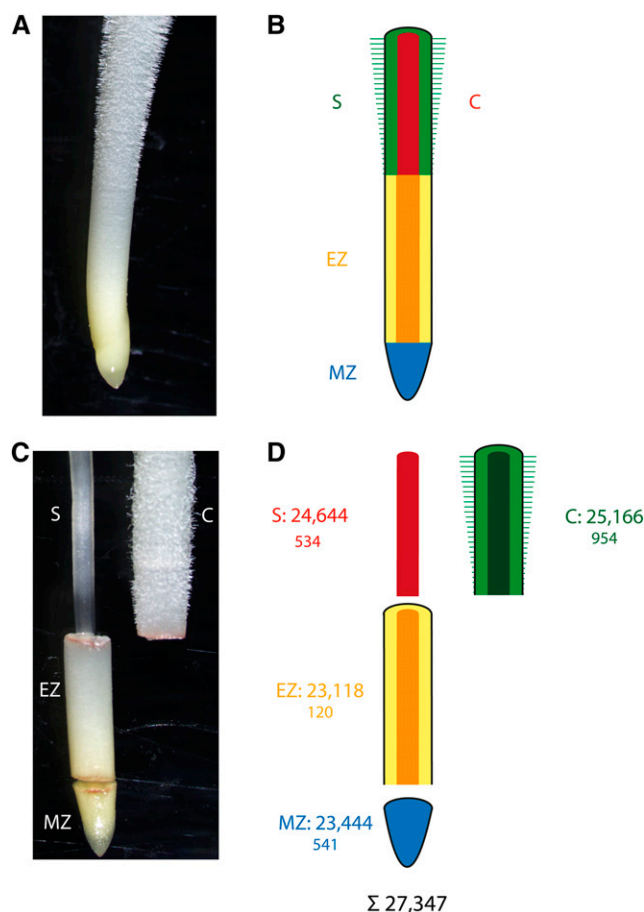 A
B
S
C
EZ
MZ
C
D
S
C
S: 24,644
534
C: 25,166
954
EZ
EZ: 23,118
120
MZ
MZ: 23,444
541
Σ 27,347